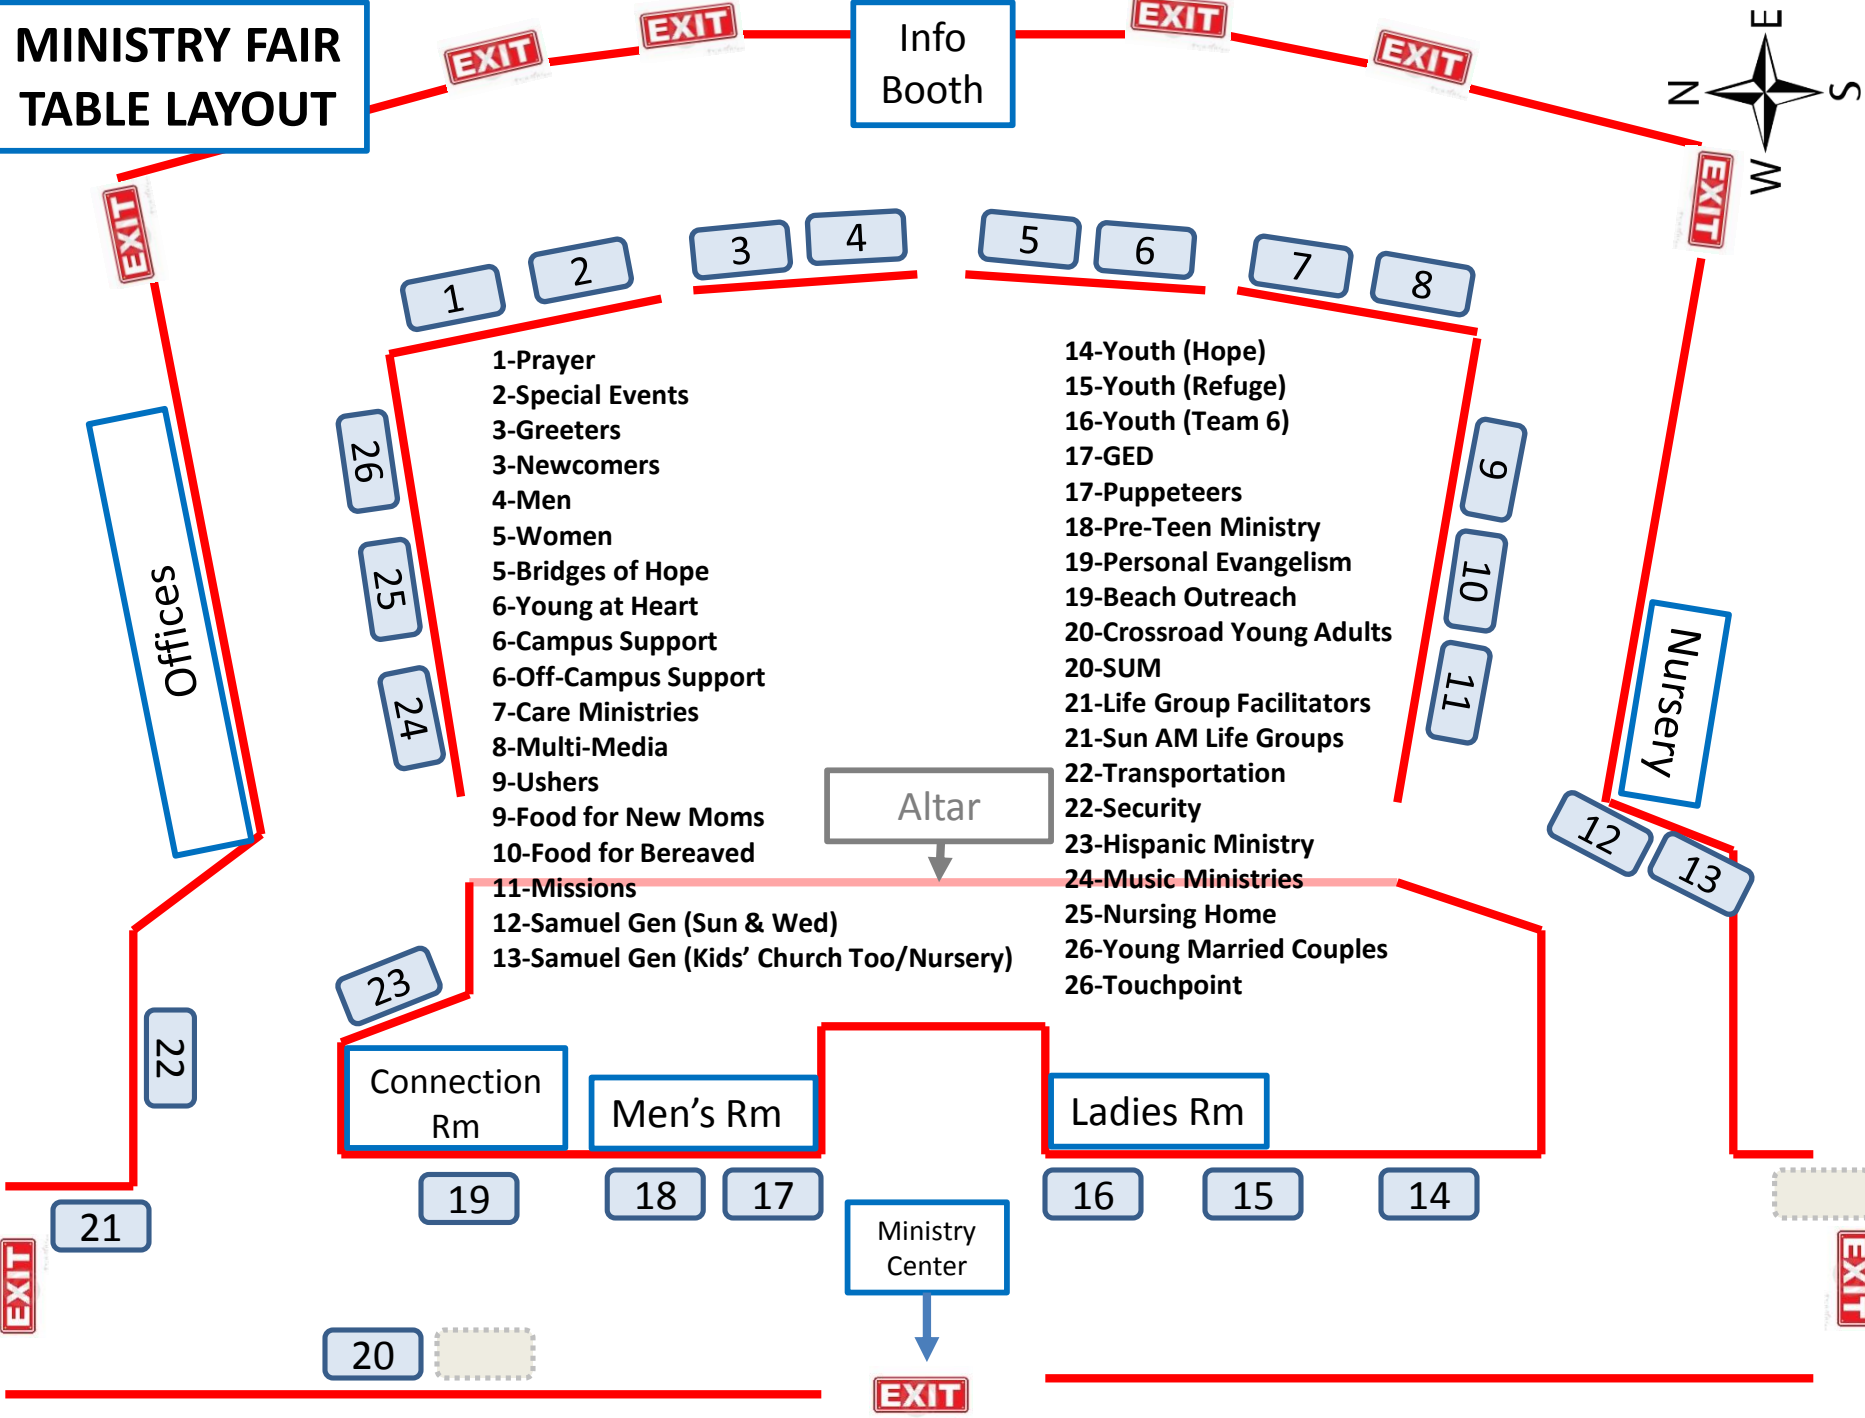 MINISTRY FAIR
TABLE LAYOUT
EXIT
EXIT
Info
Booth
EXIT
EXIT
E
N
S
W
EXIT
EXIT
1
2
3
4
5
6
7
8
1-Prayer
2-Special Events
3-Greeters
3-Newcomers
4-Men
5-Women
5-Bridges of Hope
6-Young at Heart
6-Campus Support
6-Off-Campus Support
7-Care Ministries
8-Multi-Media
9-Ushers
9-Food for New Moms
10-Food for Bereaved
11-Missions
12-Samuel Gen (Sun & Wed)
13-Samuel Gen (Kids’ Church Too/Nursery)
14-Youth (Hope)
15-Youth (Refuge)
16-Youth (Team 6)
17-GED
17-Puppeteers
18-Pre-Teen Ministry
19-Personal Evangelism
19-Beach Outreach
20-Crossroad Young Adults
20-SUM
21-Life Group Facilitators
21-Sun AM Life Groups
22-Transportation
22-Security
23-Hispanic Ministry
24-Music Ministries
25-Nursing Home
26-Young Married Couples
26-Touchpoint
26
25
24
Offices
9
10
11
Nursery
Altar
12
13
23
22
Connection
Rm
Men’s Rm
Ladies Rm
21
19
18
17
16
15
14
Ministry
Center
EXIT
EXIT
20
EXIT